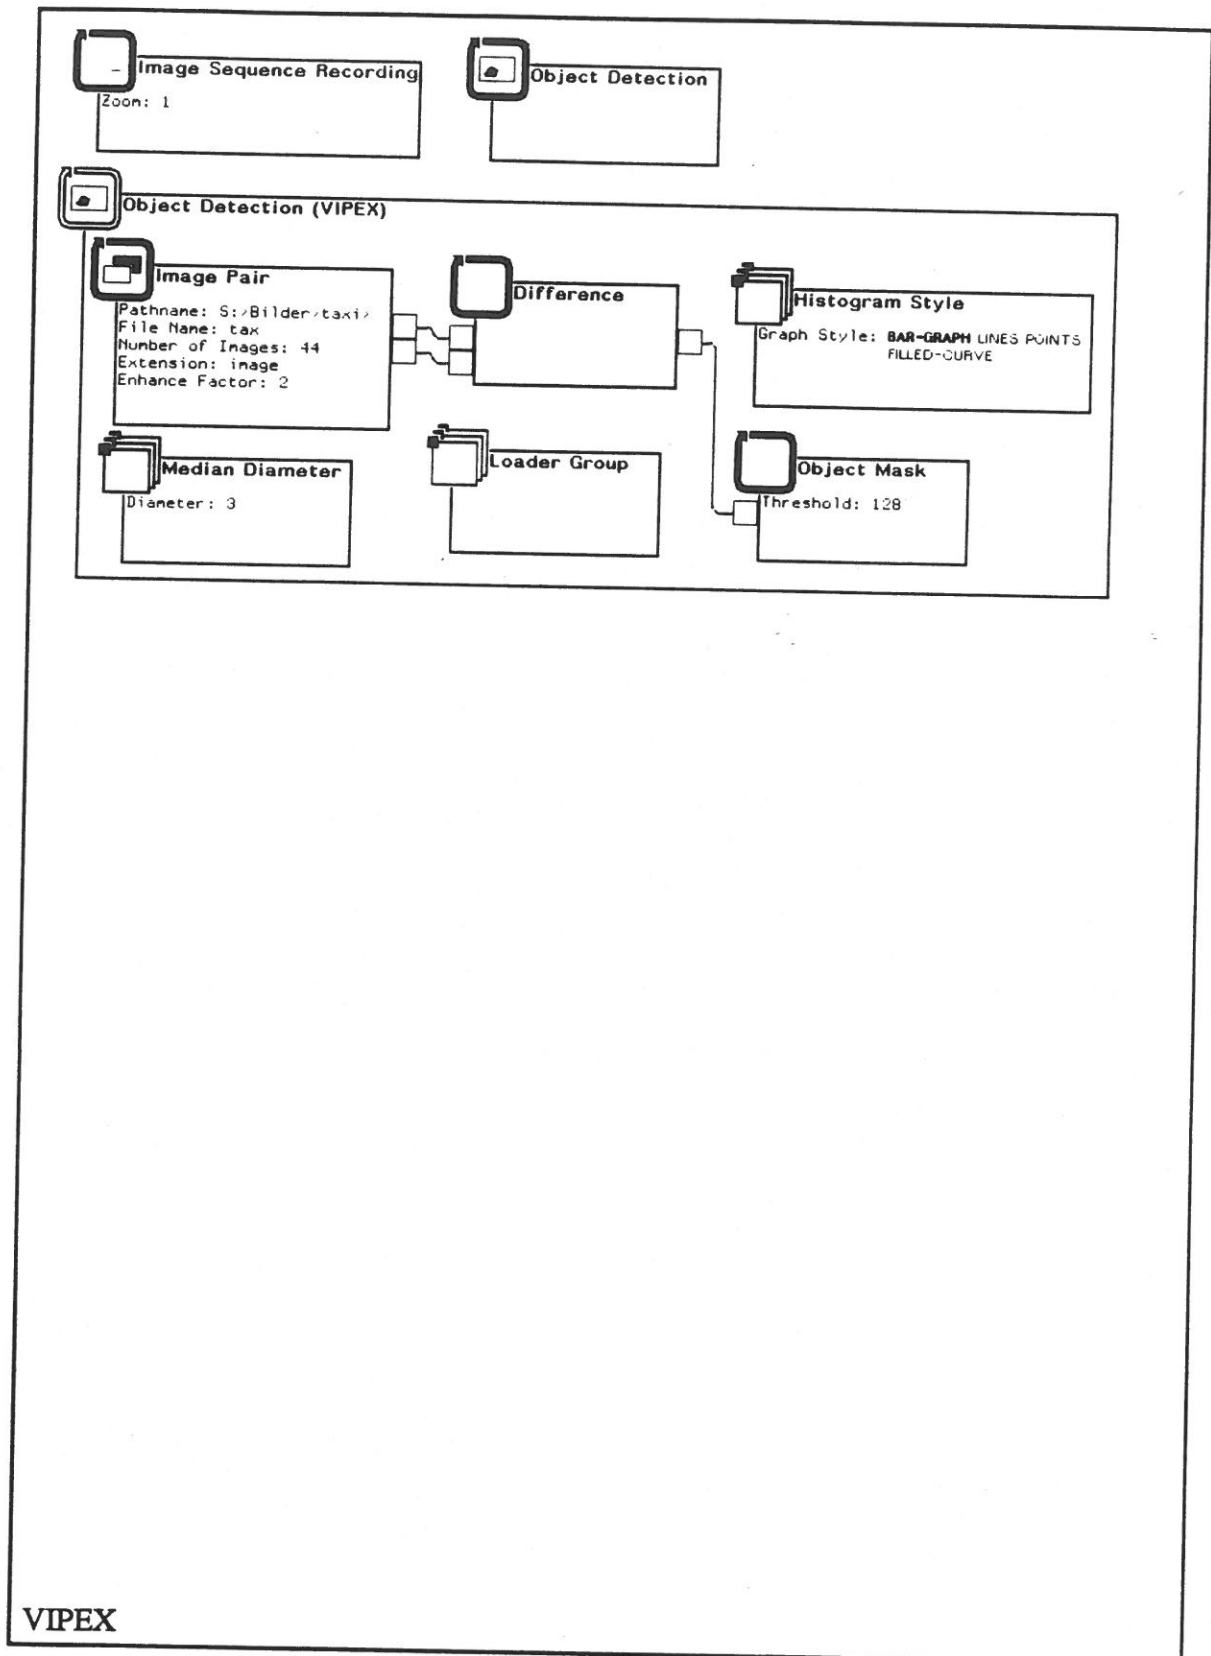 Image Sequence Recording
Zoom: 1
Object Detection
Object Detection (VIPEX)
Image Pair
Pathname: S:>Bilder>taxi>
File Name: tax
Number of Images: 44
Extension: image
Enhance Factor: 2
Difference
Histogram Style
Graph Style: BAR-GRAPH LINES POINTS
FILLED-CURVE
Median Diameter
Diameter: 3
Loader Group
Object Mask
Threshold: 128
VIPEX